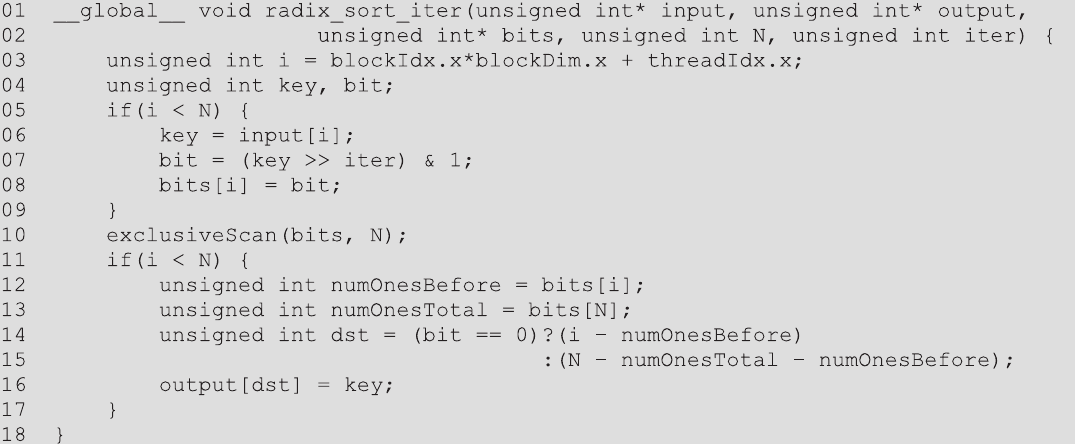 01 __global__ void radix_sort_iter(unsigned int* input, unsigned int* output,
02 unsigned int* bits, unsigned int N, unsigned int iter) {
03 unsigned int i = blockIdx.x*blockDim.x + threadIdx.x;
04 unsigned int key, bit;
05 if(i < N) {
06 key = input[i];
07 bit = (key >> iter) & 1;
08 bits[i] = bit;
09 }
10 exclusiveScan(bits, N);
11 if(i < N) {
12 unsigned int numOnesBefore = bits[i];
13 unsigned int numOnesTotal = bits[N];
14 unsigned int dst = (bit == 0)?(i - numOnesBefore)
15 :(N - numOnesTotal - numOnesBefore);
16 output[dst] = key;
17 }
18 }